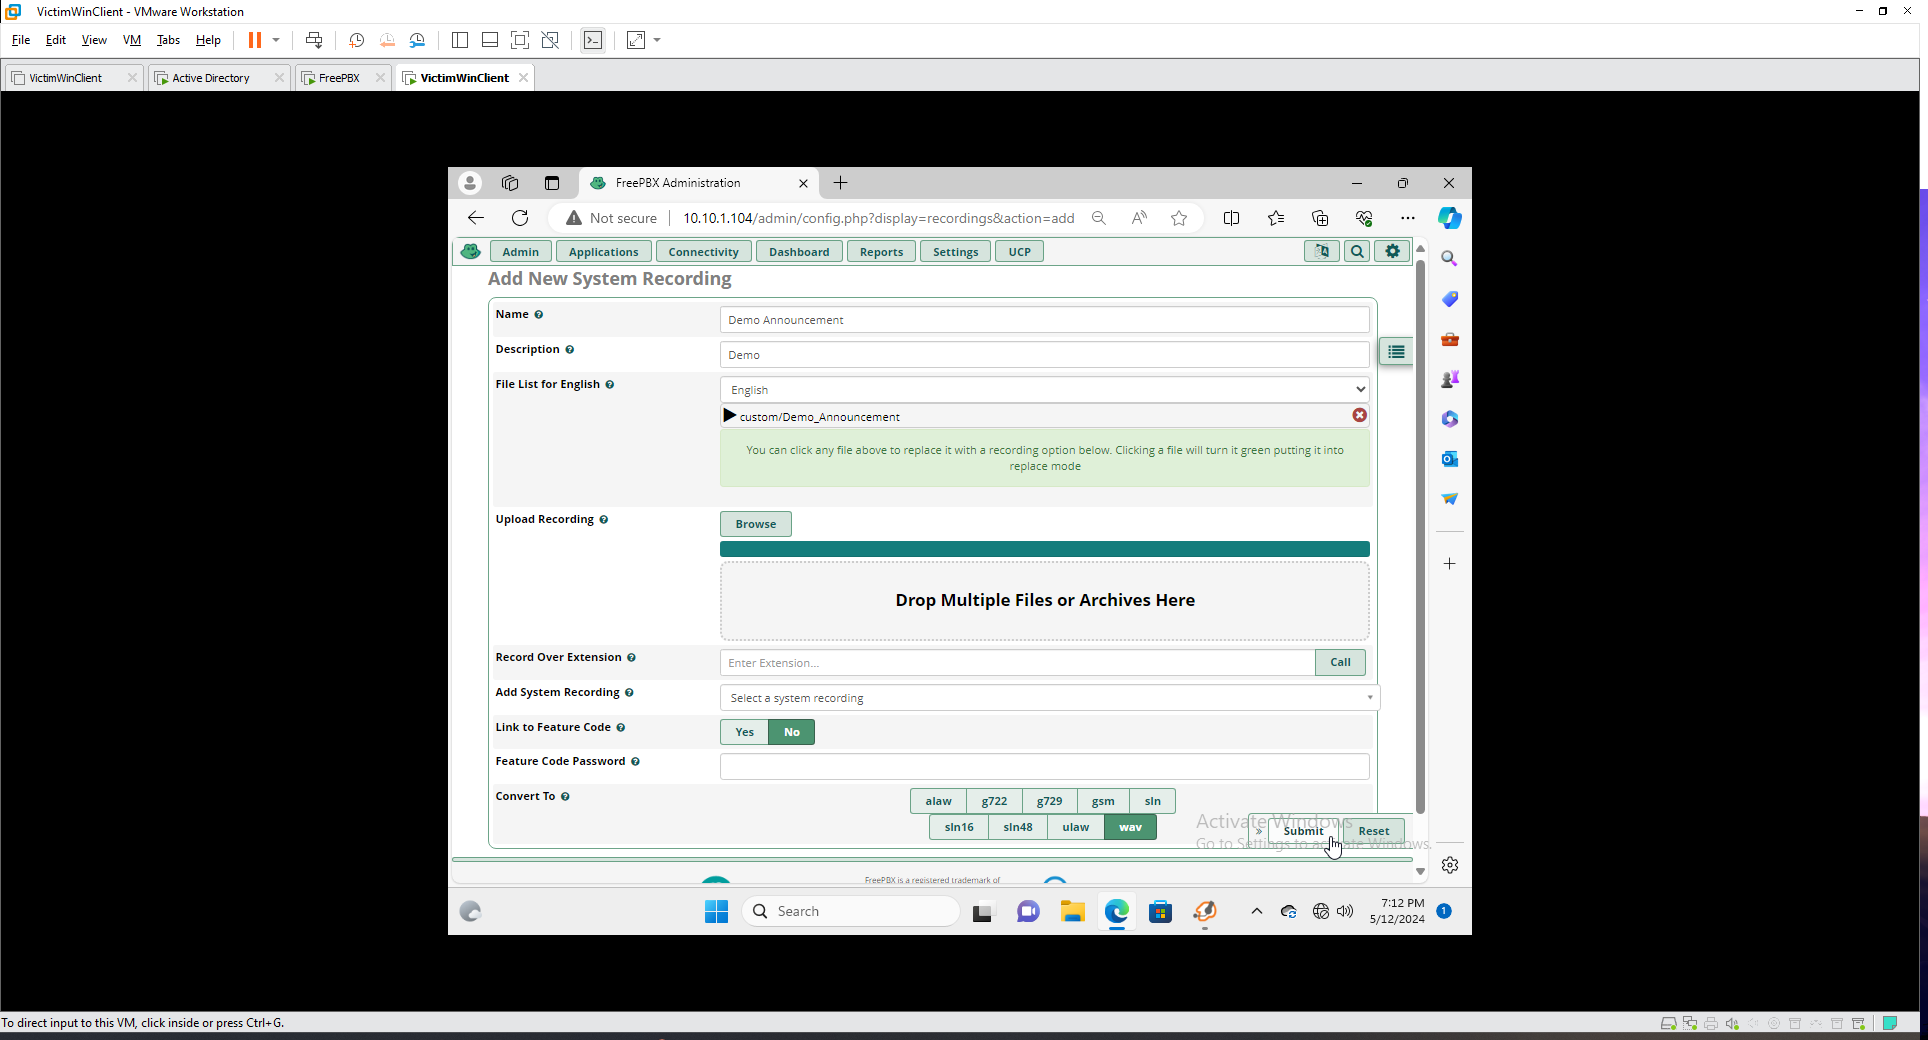 VictimWinClient - VMware Workstation
File Edit View VM Tabs Help
VictimWinClient Active Directory FreePBX VictimWinClient
FreePBX Administration
Not secure 10.10.1.104/admin/config.php?display=recordings&action=add
Admin Applications Connectivity Dashboard Reports Settings UCP
Add New System Recording
Name Demo Announcement
Description Demo
File List for English English
custom/Demo_Announcement
You can click any file above to replace it with a recording option below. Clicking a file will turn it green putting it into
replace mode
Upload Recording Browse
Drop Multiple Files or Archives Here
Record Over Extension Enter Extension... Call
Add System Recording Select a system recording
Link to Feature Code Yes No
Feature Code Password
Convert To alaw g722 g729 gsm sln
sln16 sln48 ulaw wav
Activate Windows
» Submit Reset
Go to Settings to activate Windows.
FreePBX is a registered trademark of
Search
7:12 PM
5/12/2024 1
To direct input to this VM, click inside or press Ctrl+G.